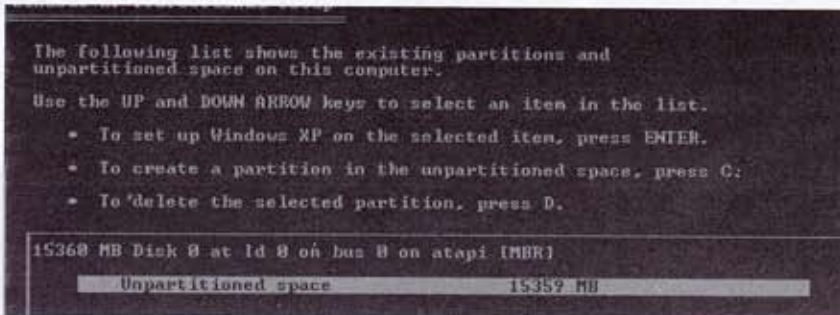 The following list shows the existing partitions and
unpartitioned space on this computer.
Use the UP and DOWN ARROW keys to select an item in the list.
• To set up Windows XP on the selected item, press ENTER.
• To create a partition in the unpartitioned space, press C.
• To delete the selected partition, press D.
15360 MB Disk 0 at Id 0 on bus 0 on atapi [MBR]
Unpartitioned space 15359 MB